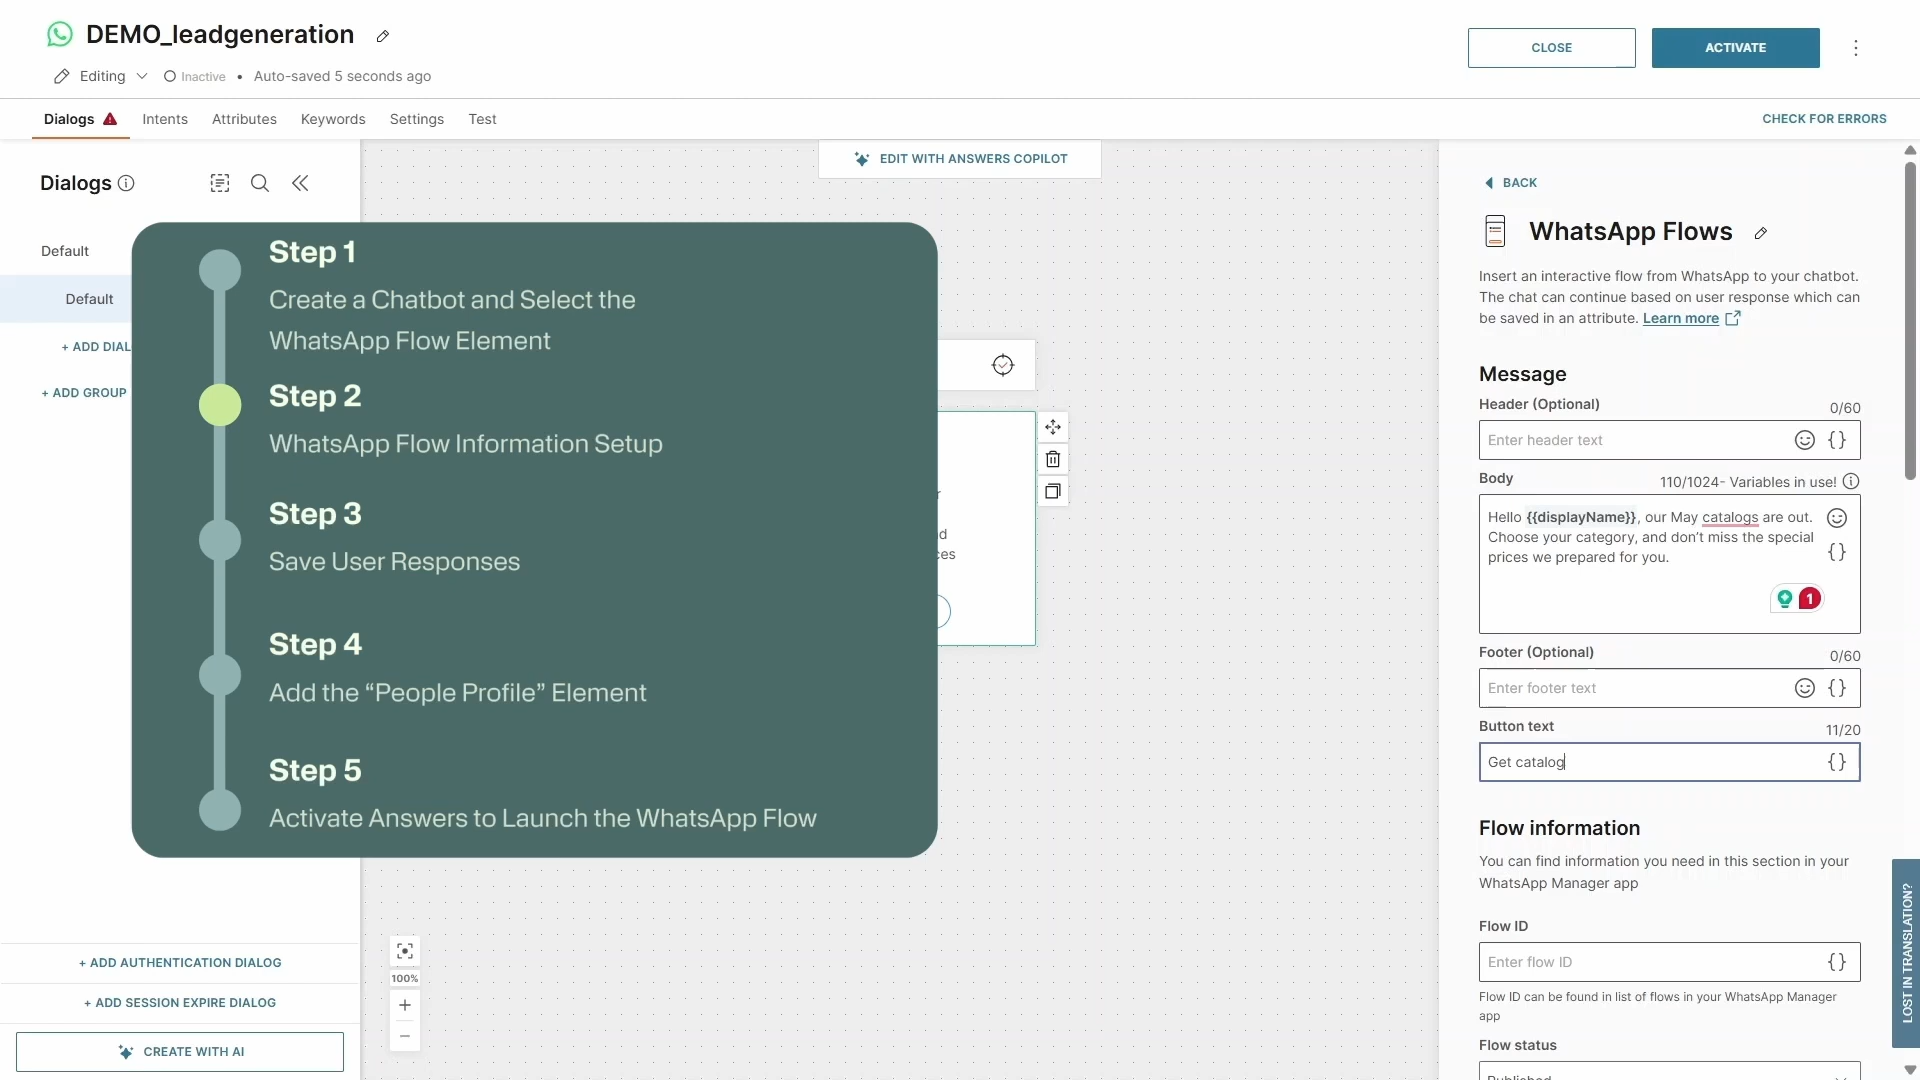 DEMO_leadgeneration
Editing
Inactive
• Auto-saved 5 seconds ago
CLOSE
ACTIVATE
Dialogs
Intents
Attributes
Keywords
Settings
Test
CHECK FOR ERRORS
Dialogs
Default
Default
+ ADD DIAL
+ ADD GROUP
+ ADD AUTHENTICATION DIALOG
+ ADD SESSION EXPIRE DIALOG
CREATE WITH AI
EDIT WITH ANSWERS COPILOT
Step 1
Create a Chatbot and Select the
WhatsApp Flow Element
Step 2
WhatsApp Flow Information Setup
Step 3
Save User Responses
Step 4
Add the “People Profile” Element
Step 5
Activate Answers to Launch the WhatsApp Flow
100%
BACK
WhatsApp Flows
Insert an interactive flow from WhatsApp to your chatbot.
The chat can continue based on user response which can
be saved in an attribute. Learn more
Message
Header (Optional)
0/60
Enter header text
{}
Body
110/1024- Variables in use!
Hello {{displayName}}, our May catalogs are out.
Choose your category, and don’t miss the special
prices we prepared for you.
{}
1
Footer (Optional)
0/60
Enter footer text
{}
Button text
11/20
Get catalog
{}
Flow information
You can find information you need in this section in your
WhatsApp Manager app
Flow ID
Enter flow ID
{}
Flow ID can be found in list of flows in your WhatsApp Manager
app
Flow status
Published
LOST IN TRANSLATION?